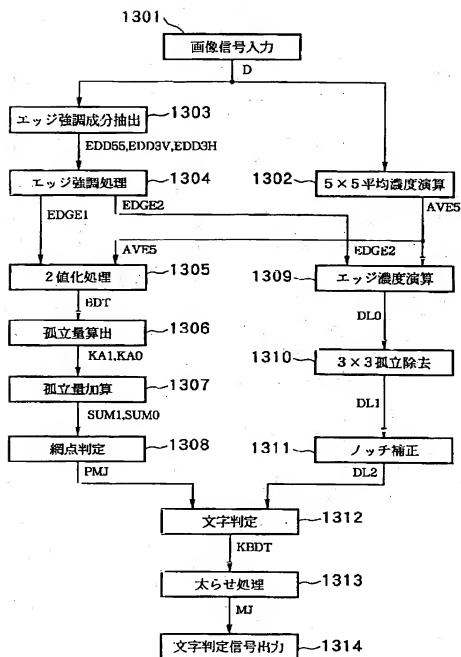 1301
画像信号入力
D
1303
エッジ強調成分抽出
EDD55,EDD3V,EDD3H
エッジ強調処理
1304
1302
5×5平均濃度演算
EDGE1
EDGE2
AVE5
AVE5
EDGE2
2値化処理
1305
1309
エッジ濃度演算
BDT
DL0
孤立量算出
1306
1310
3×3孤立除去
KA1,KA0
孤立量加算
1307
DL1
SUM1,SUM0
網点判定
1308
1311
ノッチ補正
PMJ
DL2
文字判定
1312
KBDT
太らせ処理
1313
MJ
文字判定信号出力
1314